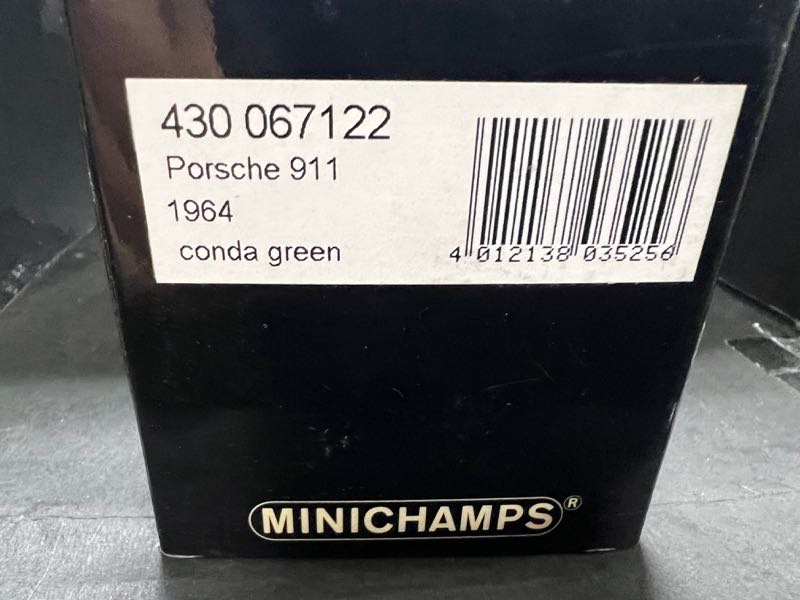 430 067122
Porsche 911
1964
conda green
4 012138 035256
MINICHAMPS®